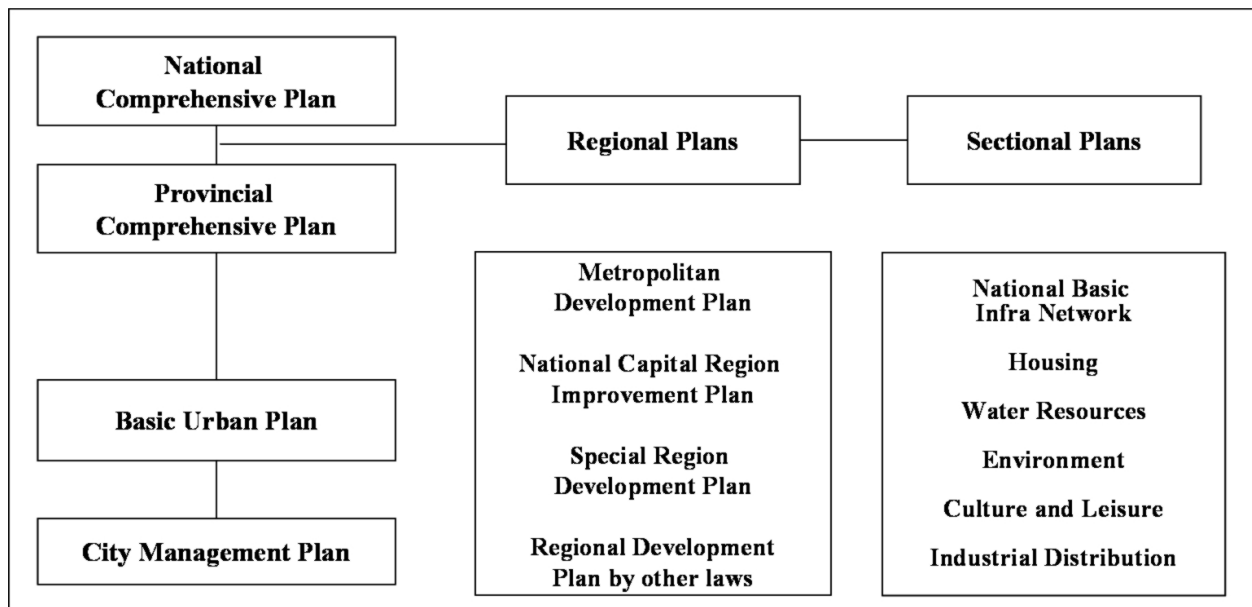 National
Comprehensive Plan
Regional Plans
Sectional Plans
Provincial
Comprehensive Plan
Basic Urban Plan
City Management Plan
Metropolitan
Development Plan
National Capital Region
Improvement Plan
Special Region
Development Plan
Regional Development
Plan by other laws
National Basic
Infra Network
Housing
Water Resources
Environment
Culture and Leisure
Industrial Distribution